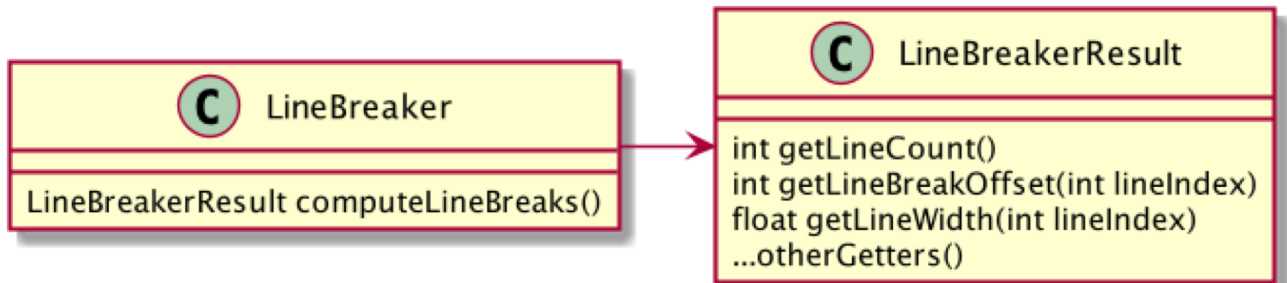 C LineBreaker
LineBreakerResult computeLineBreaks()
C LineBreakerResult
int getLineCount()
int getLineBreakOffset(int lineIndex)
float getLineWidth(int lineIndex)
...otherGetters()